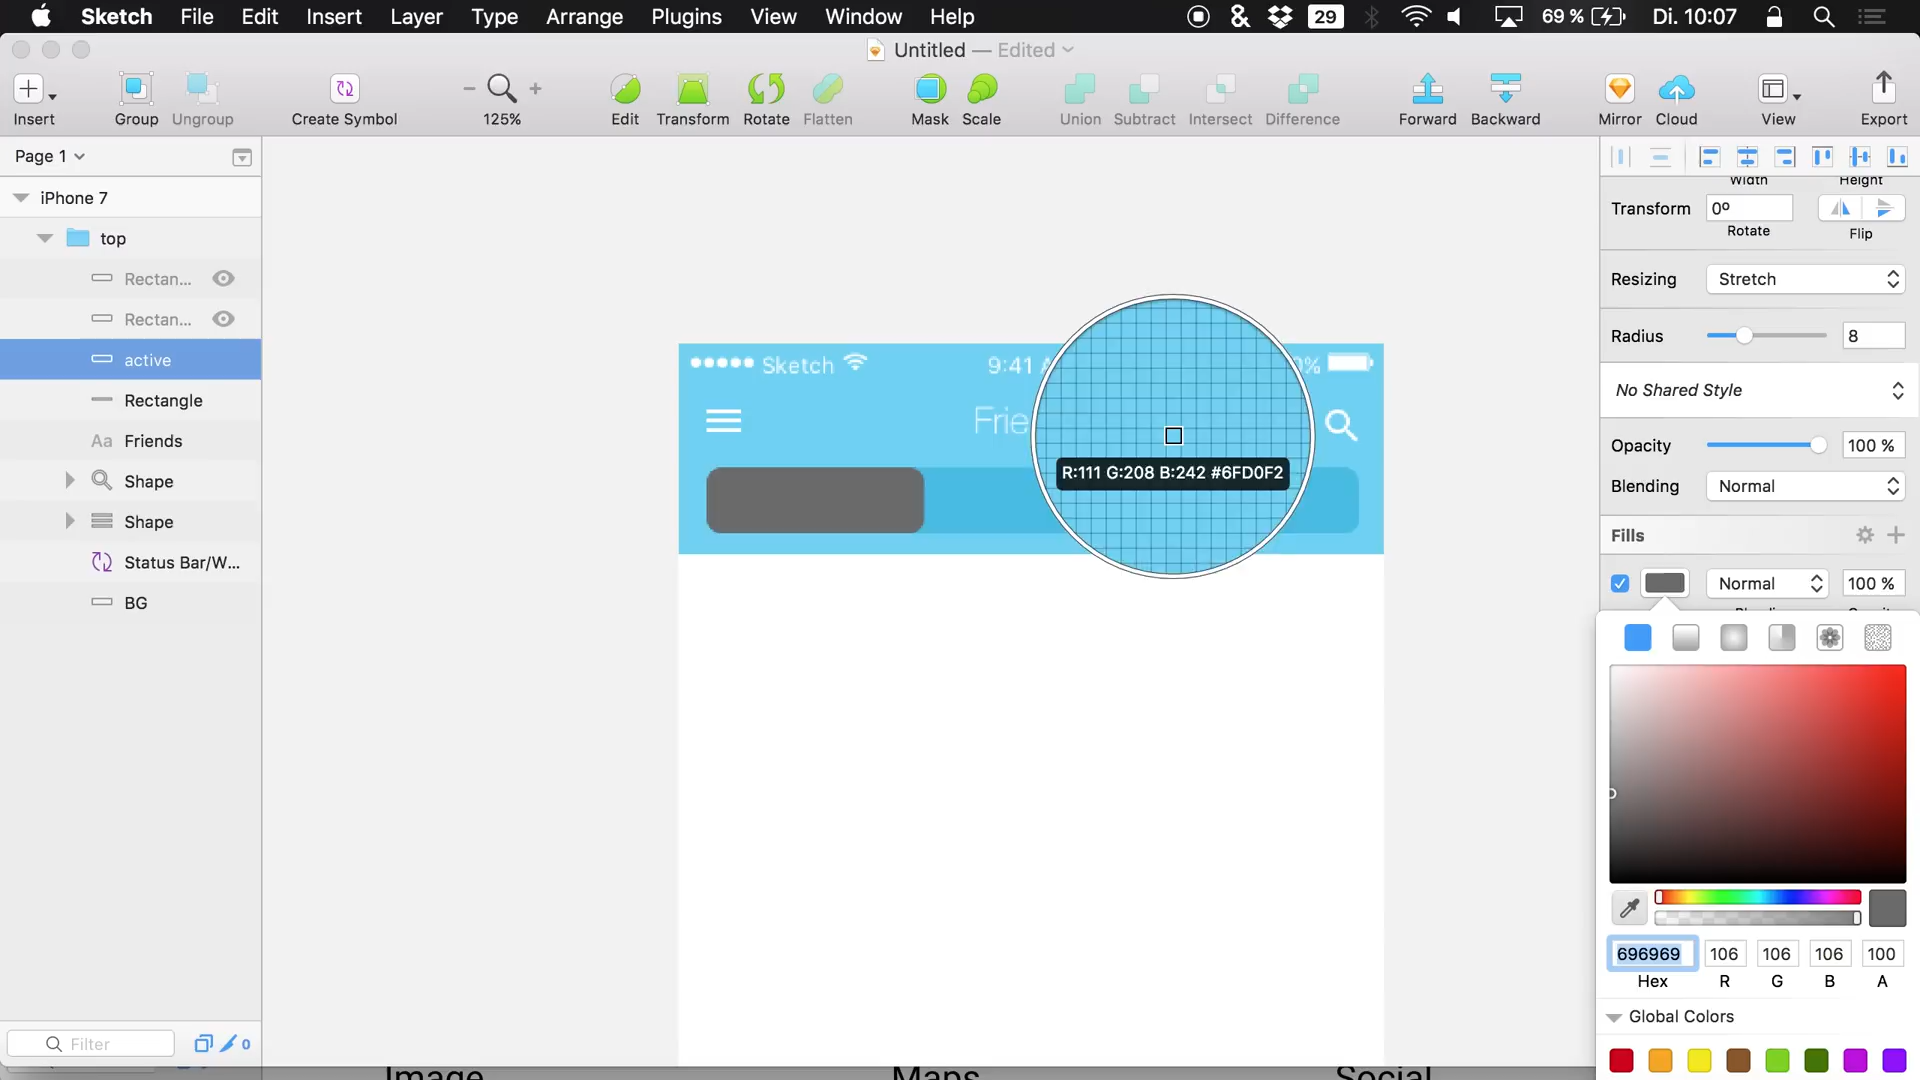 Sketch File Edit Insert Layer Type Arrange Plugins View Window Help 29 69 % Di. 10:07
Untitled — Edited
Insert Group Ungroup Create Symbol 125% Edit Transform Rotate Flatten Mask Scale Union Subtract Intersect Difference Forward Backward Mirror Cloud View Export
Page 1
iPhone 7
top
Rectan...
Rectan...
active
Rectangle
Aa Friends
Shape
Shape
Status Bar/W...
BG
Filter
0
Sketch 9:41 A %
Frie
R:111 G:208 B:242 #6FD0F2
Image Maps Social
Width Height
Transform 0º
Rotate Flip
Resizing Stretch
Radius 8
No Shared Style
Opacity 100 %
Blending Normal
Fills
Normal 100 %
696969 106 106 106 100
Hex R G B A
Global Colors